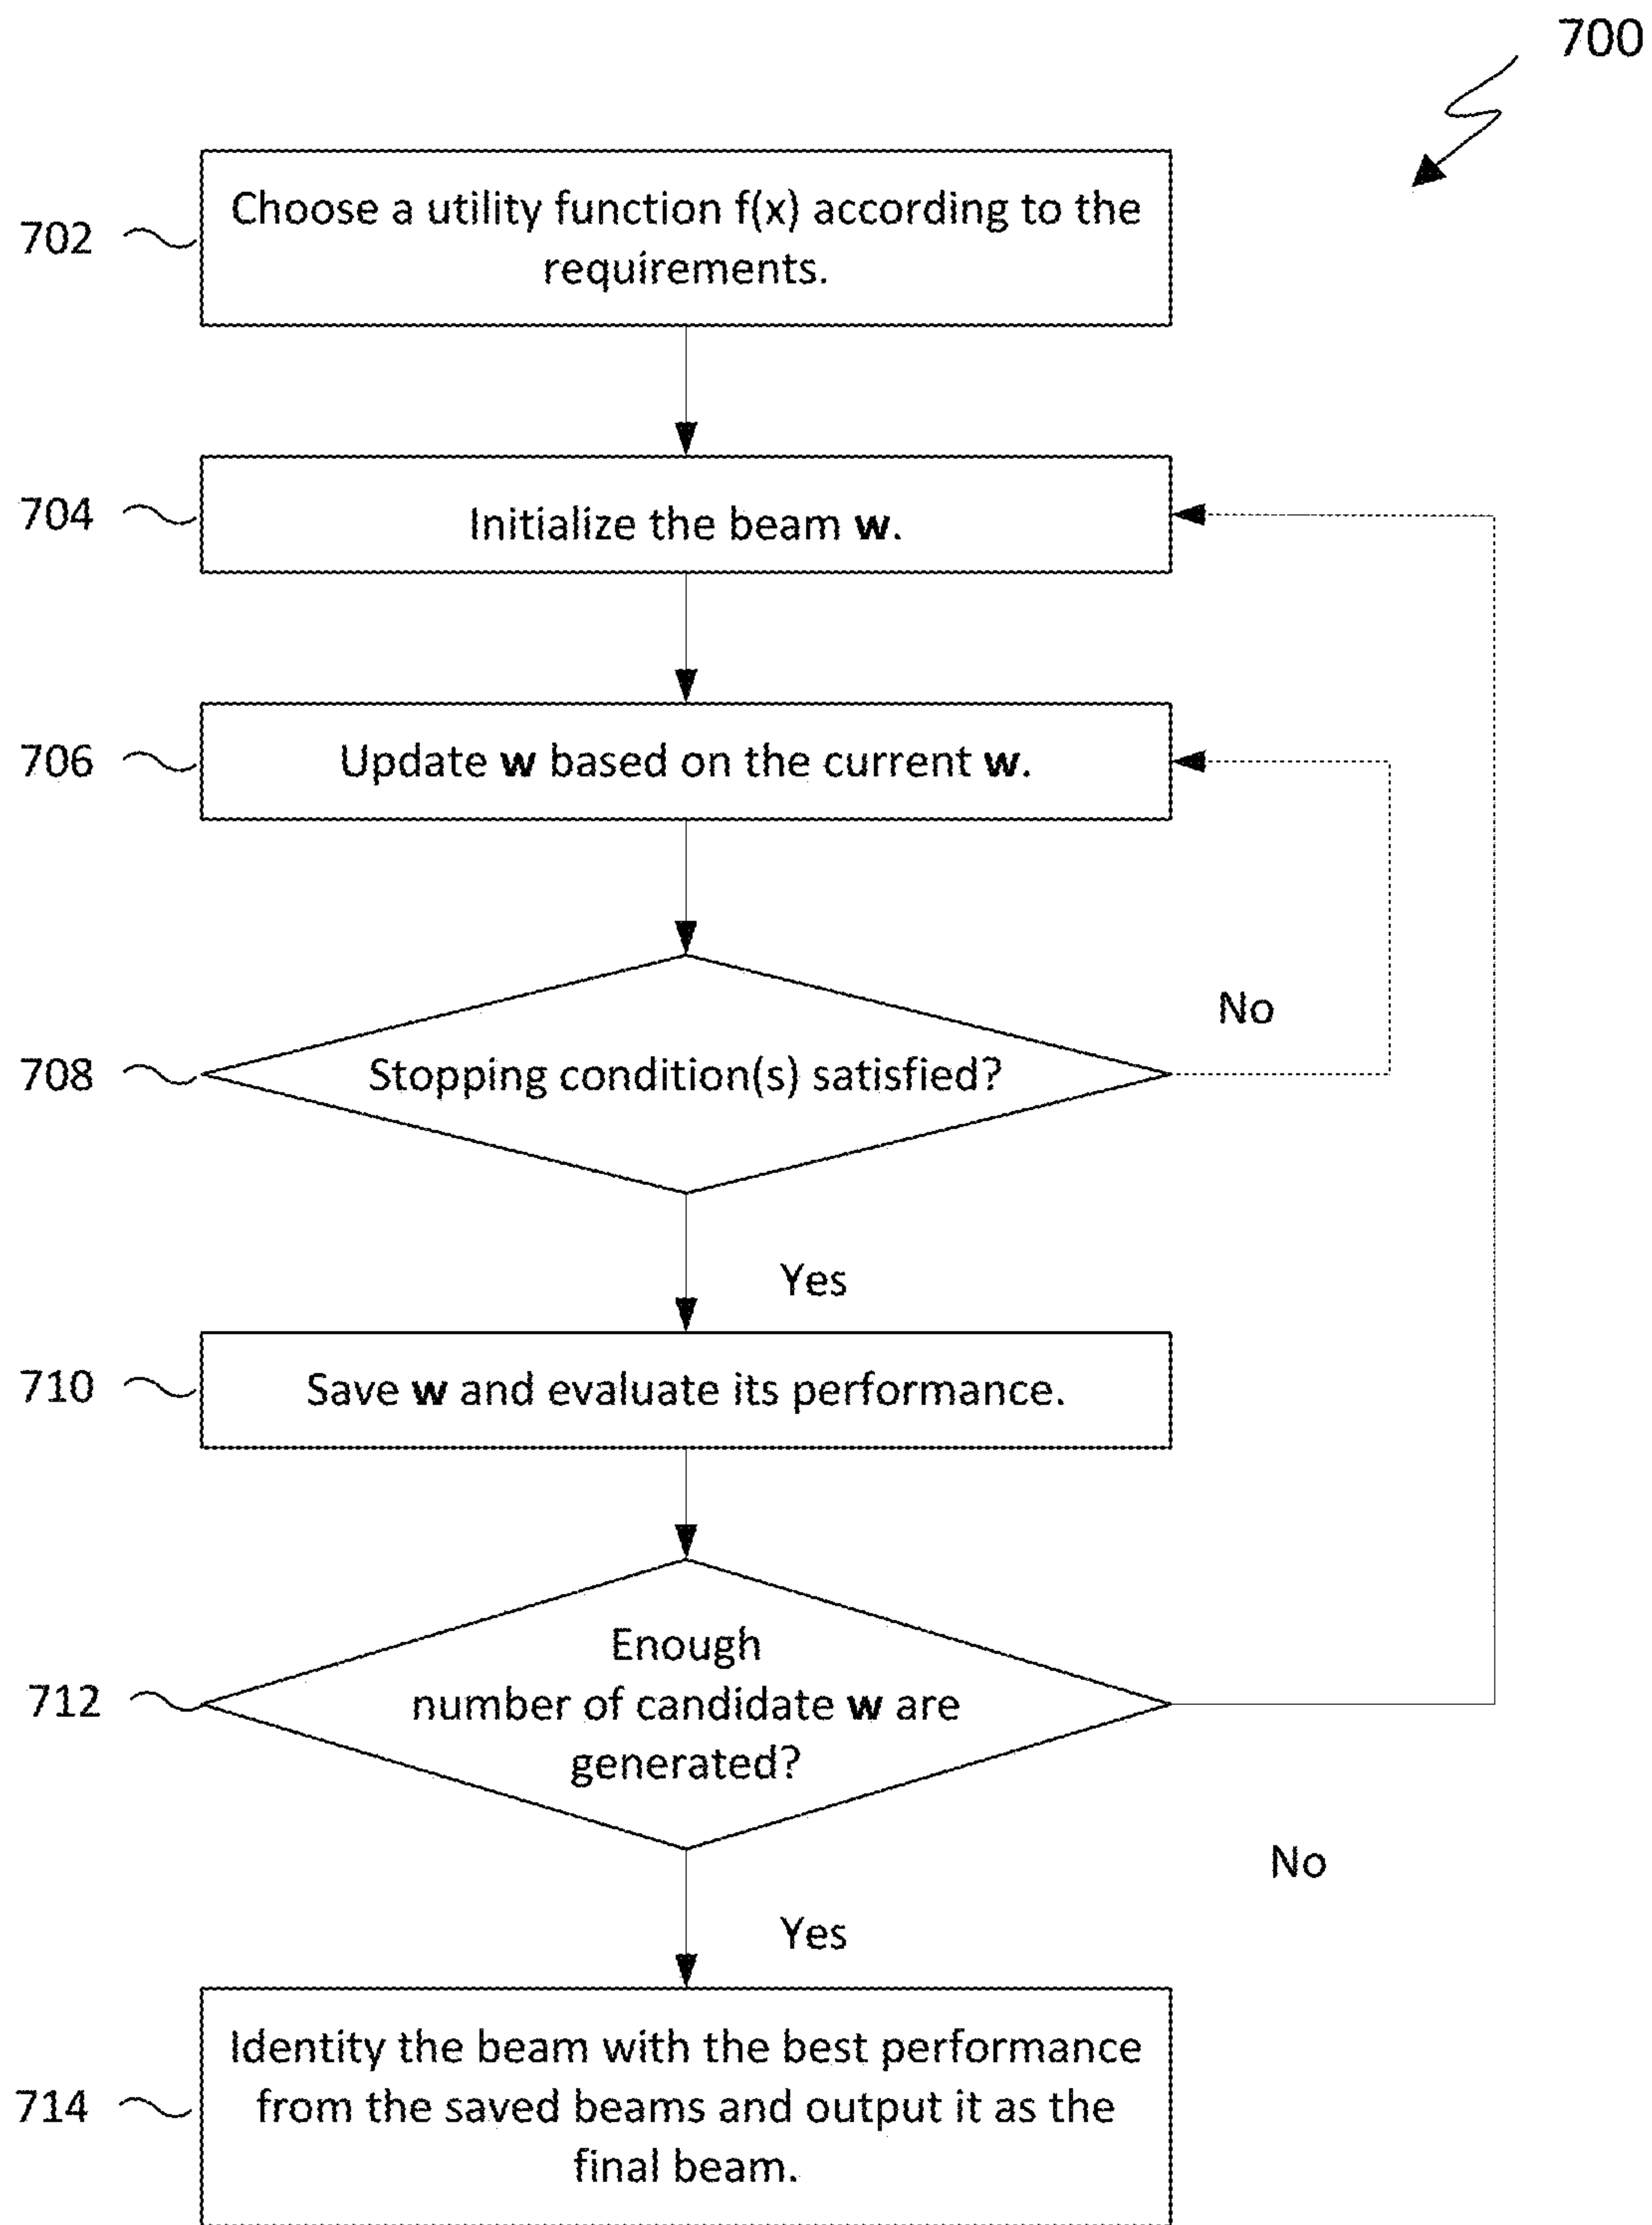 700
702
Choose a utility function f(x) according to the
requirements.
704
Initialize the beam w.
706
Update w based on the current w.
708
Stopping condition(s) satisfied?
No
Yes
710
Save w and evaluate its performance.
712
Enough
number of candidate w are
generated?
No
Yes
714
Identity the beam with the best performance
from the saved beams and output it as the
final beam.